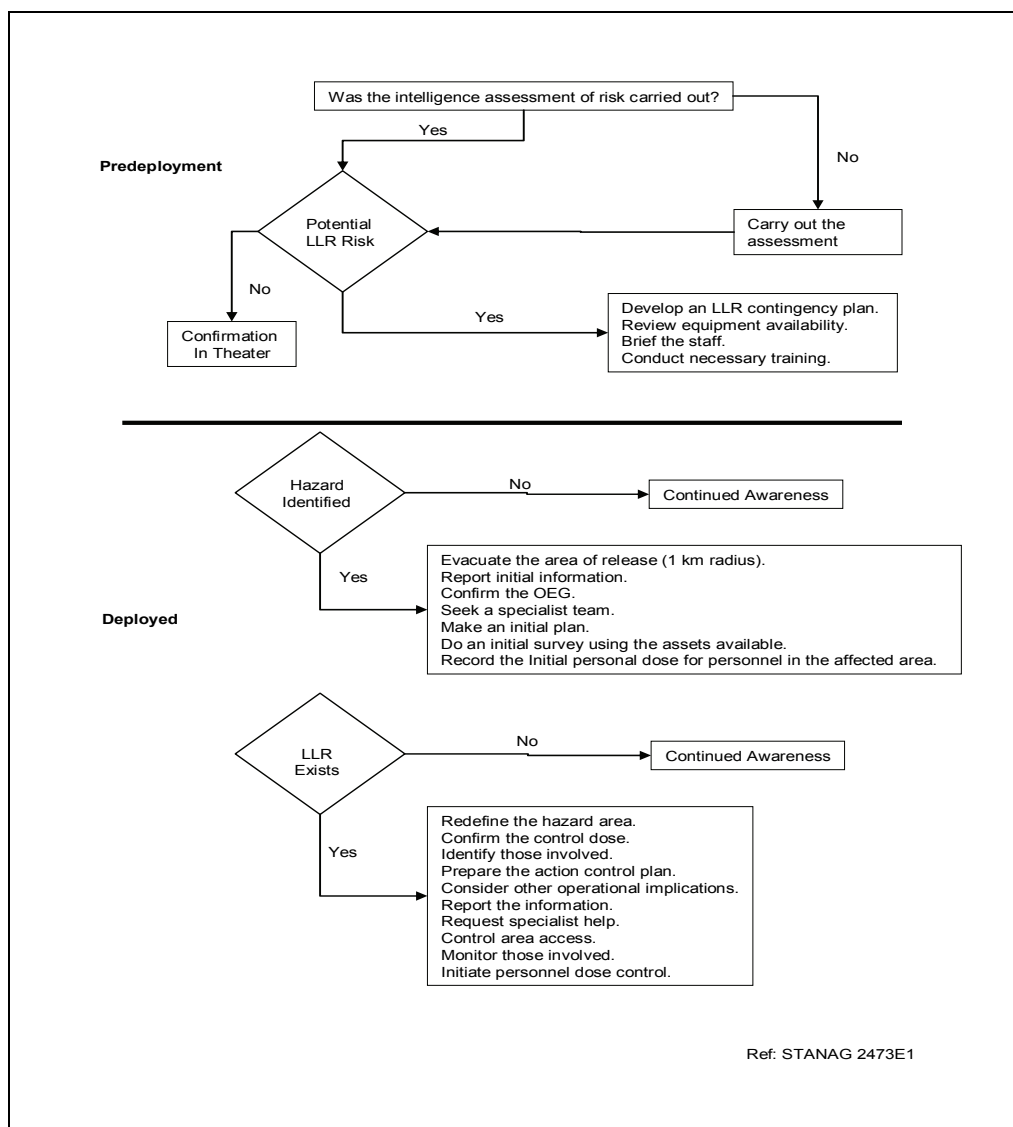 Was the intelligence assessment of risk carried out?
Yes
No
Predeployment
Potential
LLR Risk
Carry out the
assessment
No
Yes
Confirmation
In Theater
Develop an LLR contingency plan.
Review equipment availability.
Brief the staff.
Conduct necessary training.
Hazard
Identified
No
Continued Awareness
Yes
Evacuate the area of release (1 km radius).
Report initial information.
Confirm the OEG.
Seek a specialist team.
Make an initial plan.
Do an initial survey using the assets available.
Record the Initial personal dose for personnel in the affected area.
Deployed
LLR
Exists
No
Continued Awareness
Yes
Redefine the hazard area.
Confirm the control dose.
Identify those involved.
Prepare the action control plan.
Consider other operational implications.
Report the information.
Request specialist help.
Control area access.
Monitor those involved.
Initiate personnel dose control.
Ref: STANAG 2473E1